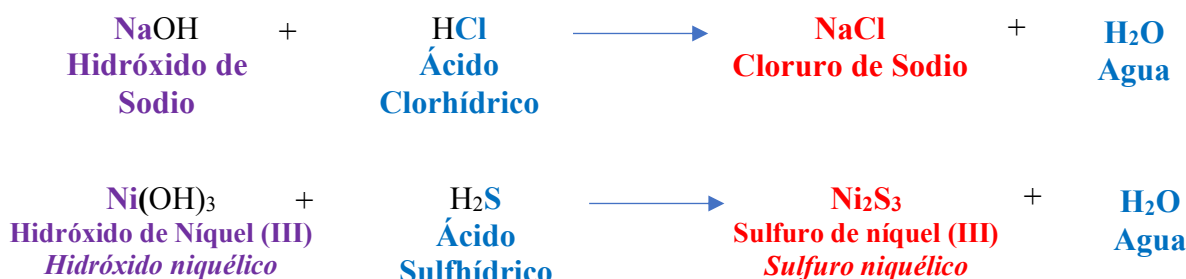 NaOH + HCl NaCl + H₂O
Hidróxido de Sodio Ácido Clorhídrico Cloruro de Sodio Agua
Ni(OH)₃ + H₂S Ni₂S₃ + H₂O
Hidróxido de Níquel (III) Ácido Sulfuro de níquel (III) Agua
Hidróxido niquélico Sulfhídrico Sulfuro niquélico